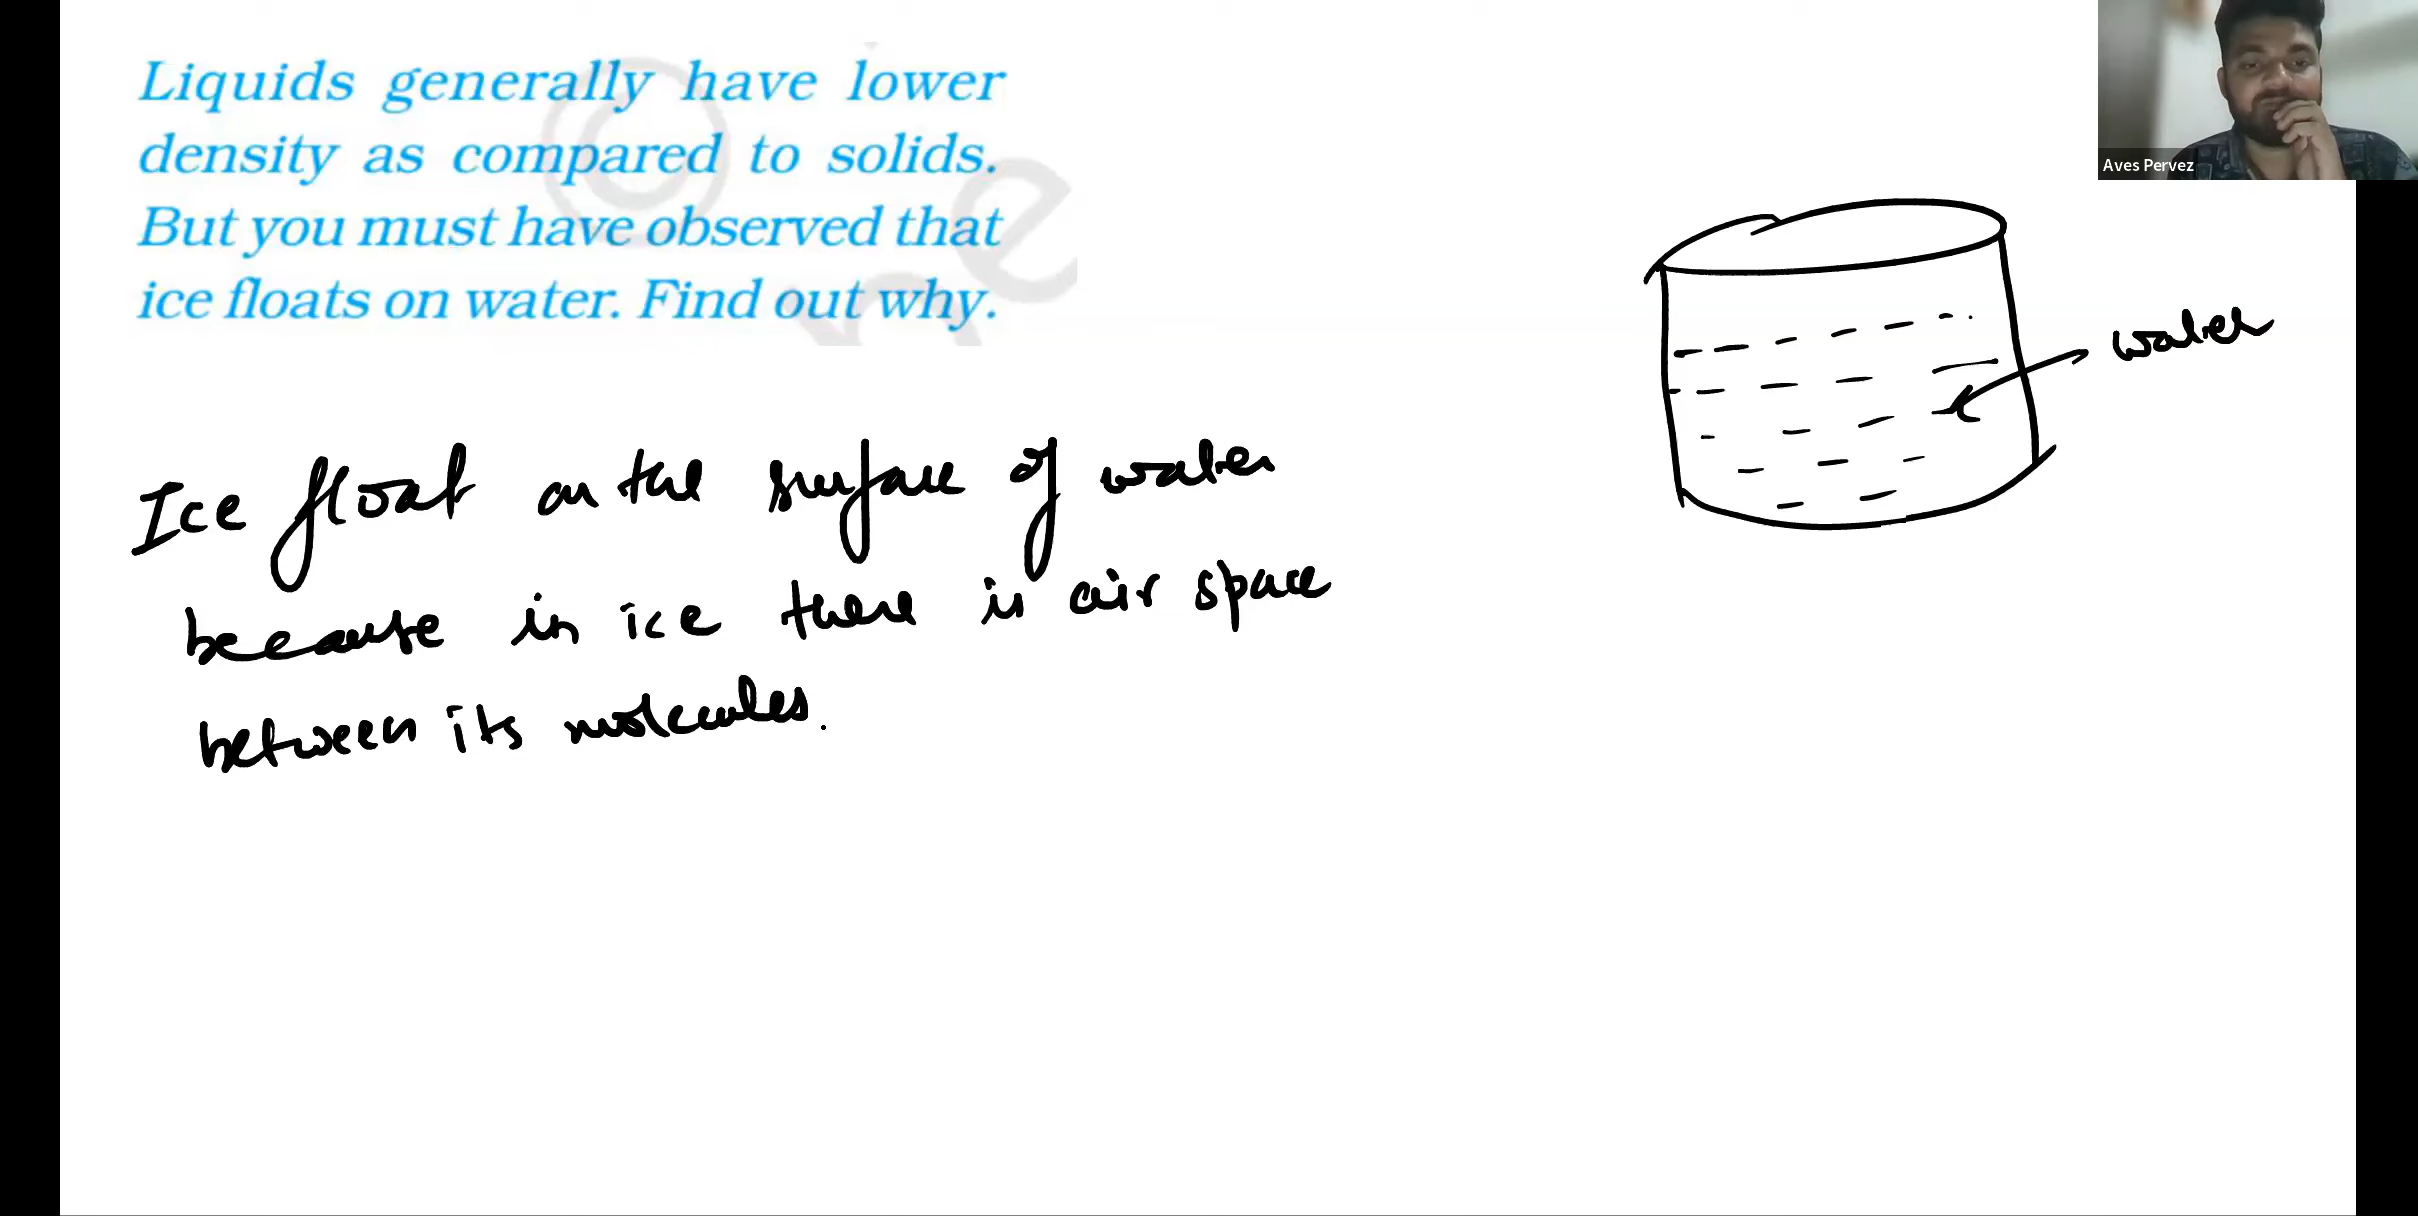 Liquids generally have lower
density as compared to solids.
But you must have observed that
ice floats on water. Find out why.
Aves Pervez
water
Ice float on the surface of water
because in ice there is air space
between its molecules.